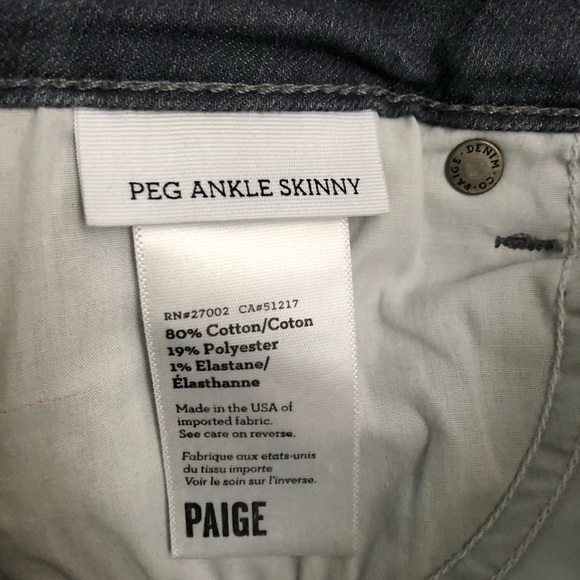 PEG ANKLE SKINNY
PAIGE · DENIM · CO ·
RN#27002 CA#51217
80% Cotton/Coton
19% Polyester
1% Elastane/
Élasthanne
Made in the USA of
imported fabric.
See care on reverse.
Fabrique aux etats-unis
du tissu importe
Voir le soin sur l'inverse.
PAIGE